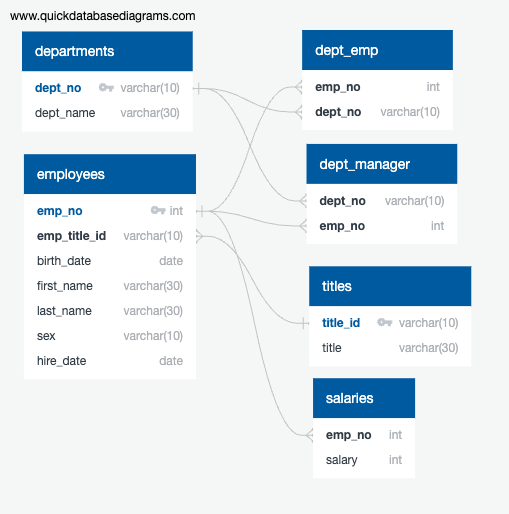 www.quickdatabasediagrams.com
departments
dept_no varchar(10)
dept_name varchar(30)
employees
emp_no int
emp_title_id varchar(10)
birth_date date
first_name varchar(30)
last_name varchar(30)
sex varchar(10)
hire_date date
dept_emp
emp_no int
dept_no varchar(10)
dept_manager
dept_no varchar(10)
emp_no int
titles
title_id varchar(10)
title varchar(30)
salaries
emp_no int
salary int